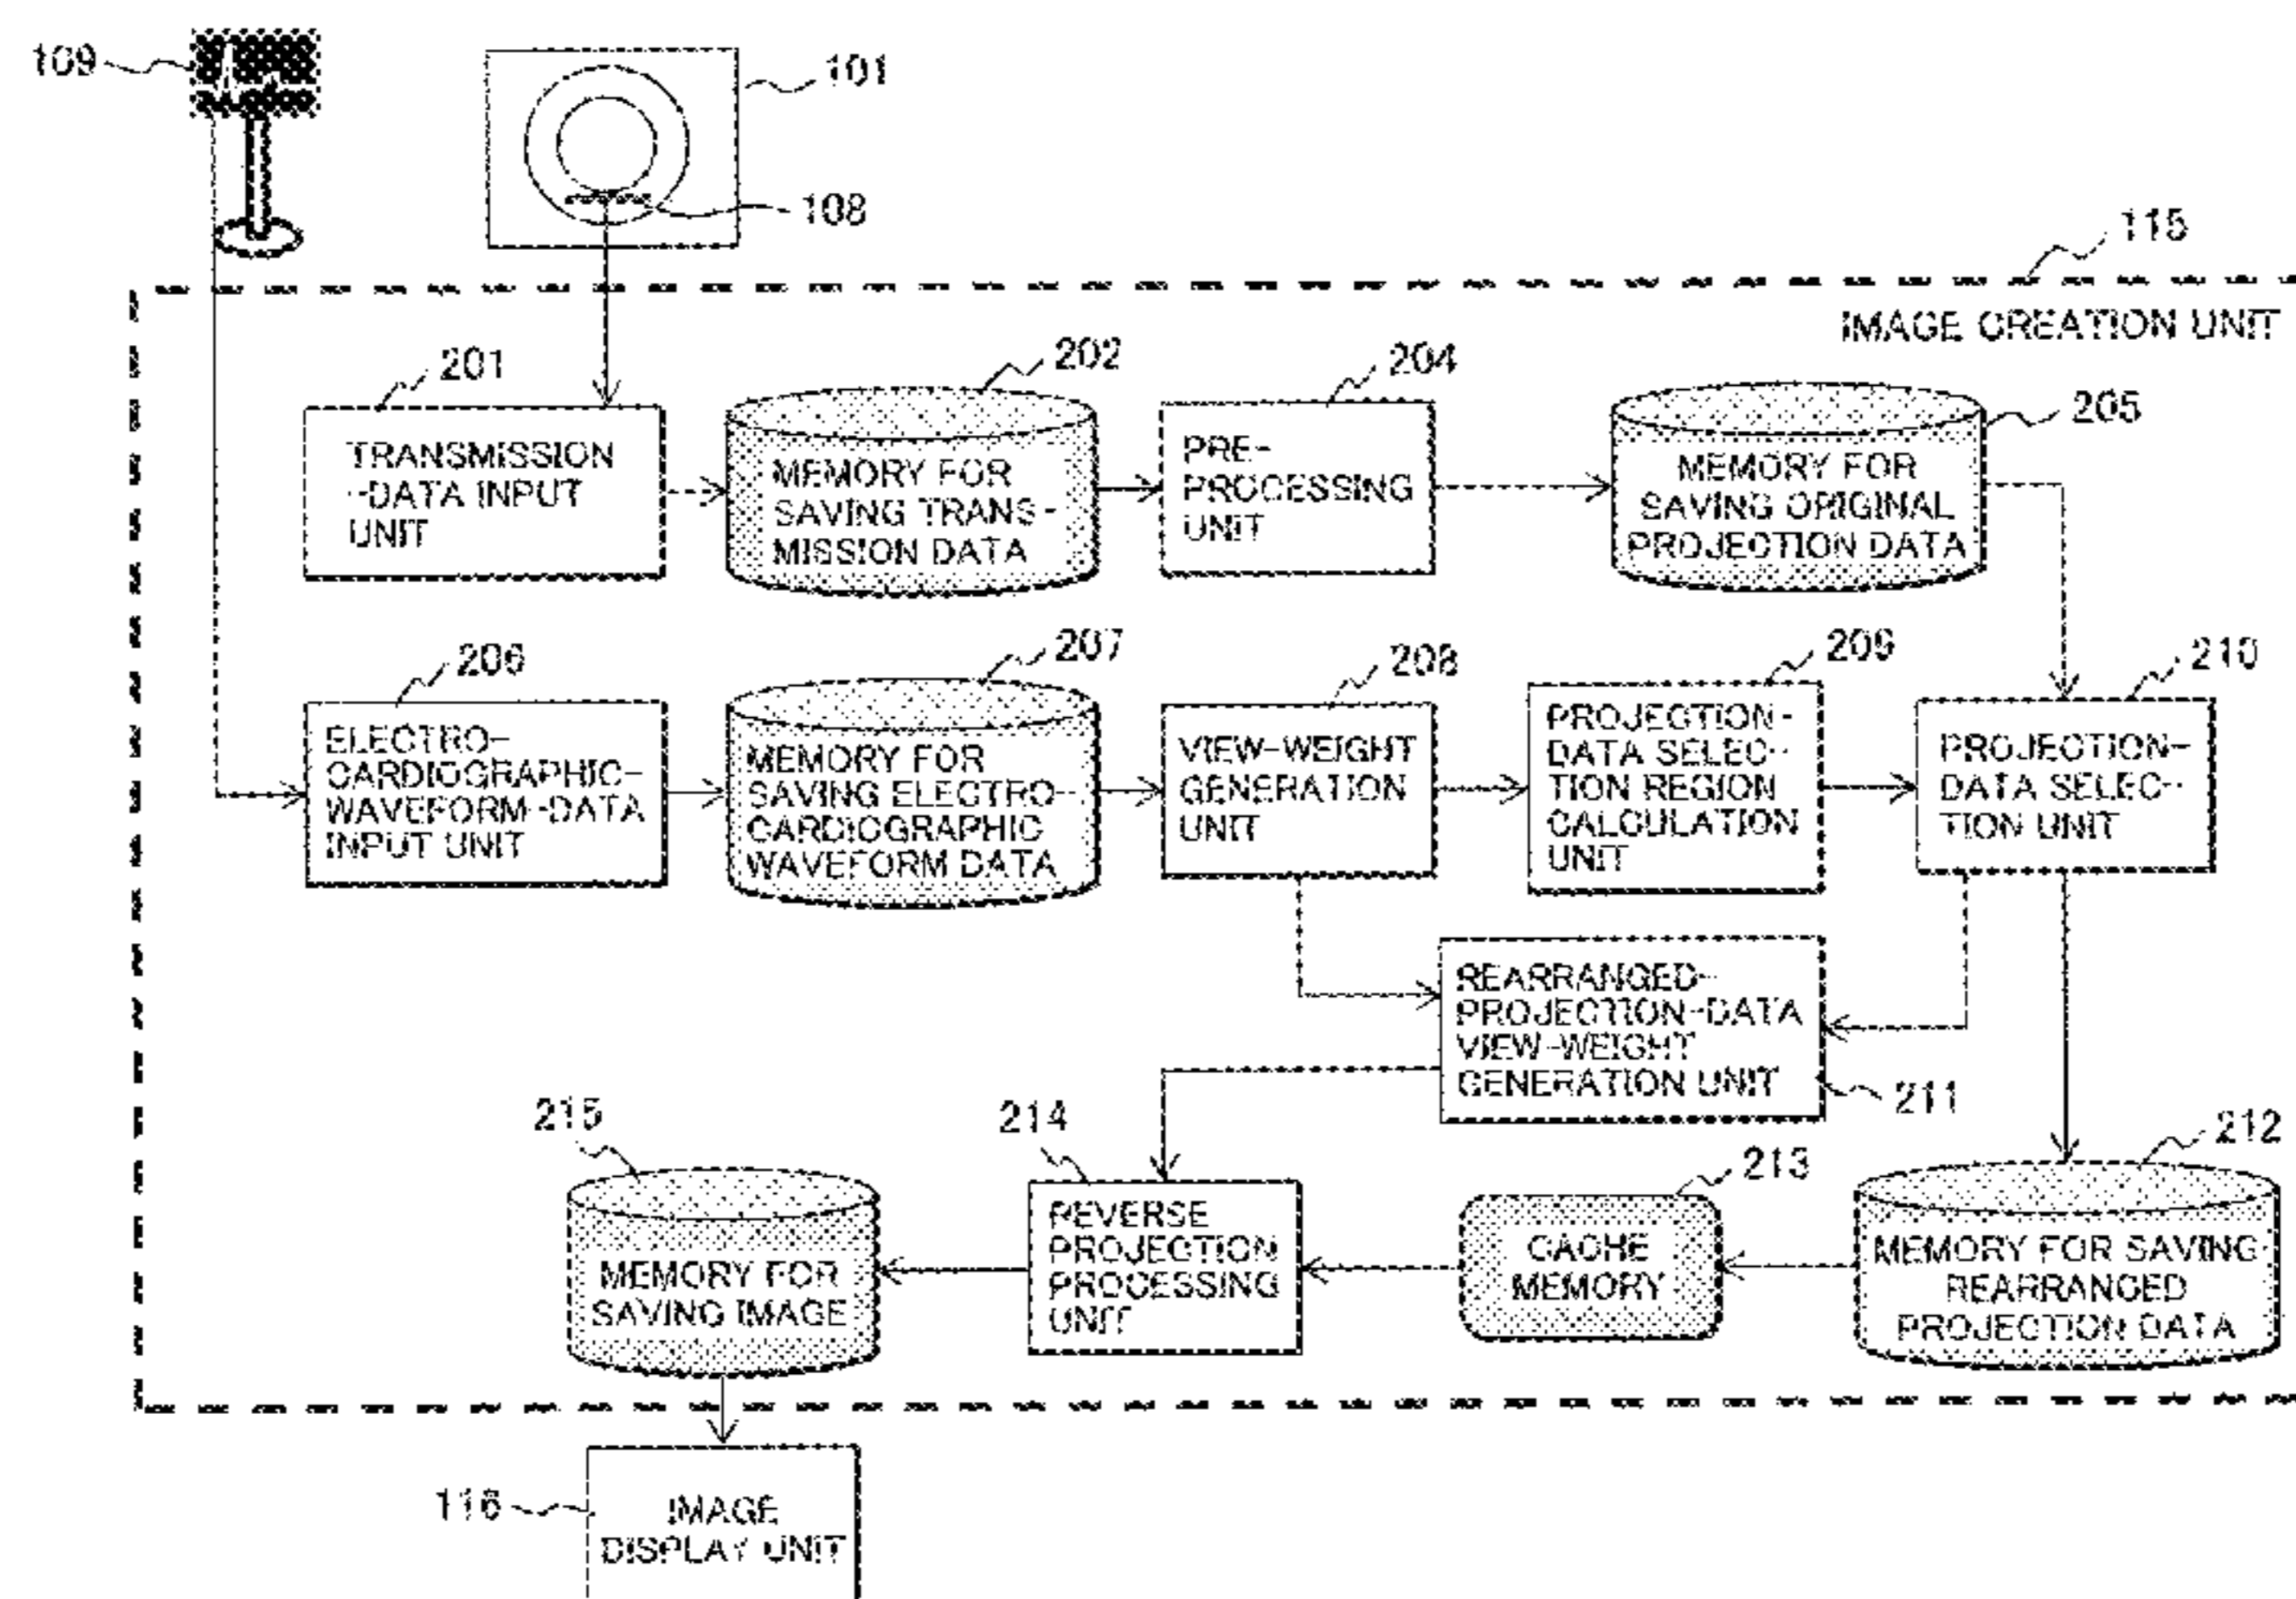 109
101
108
115
IMAGE CREATION UNIT
201
202
204
205
TRANSMISSION
-DATA INPUT
UNIT
MEMORY FOR
SAVING TRANS-
MISSION DATA
PRE-
PROCESSING
UNIT
MEMORY FOR
SAVING ORIGINAL
PROJECTION DATA
206
207
208
209
210
ELECTRO-
CARDIOGRAPHIC-
WAVEFORM-DATA
INPUT UNIT
MEMORY FOR
SAVING ELECTRO-
CARDIOGRAPHIC
WAVEFORM DATA
VIEW-WEIGHT
GENERATION
UNIT
PROJECTION-
DATA SELEC-
TION REGION
CALCULATION
UNIT
PROJECTION-
DATA SELEC-
TION UNIT
REARRANGED-
PROJECTION-DATA
VIEW-WEIGHT
GENERATION UNIT
211
215
214
213
212
MEMORY FOR
SAVING IMAGE
REVERSE
PROJECTION
PROCESSING
UNIT
CACHE
MEMORY
MEMORY FOR SAVING
REARRANGED
PROJECTION DATA
116
IMAGE
DISPLAY UNIT